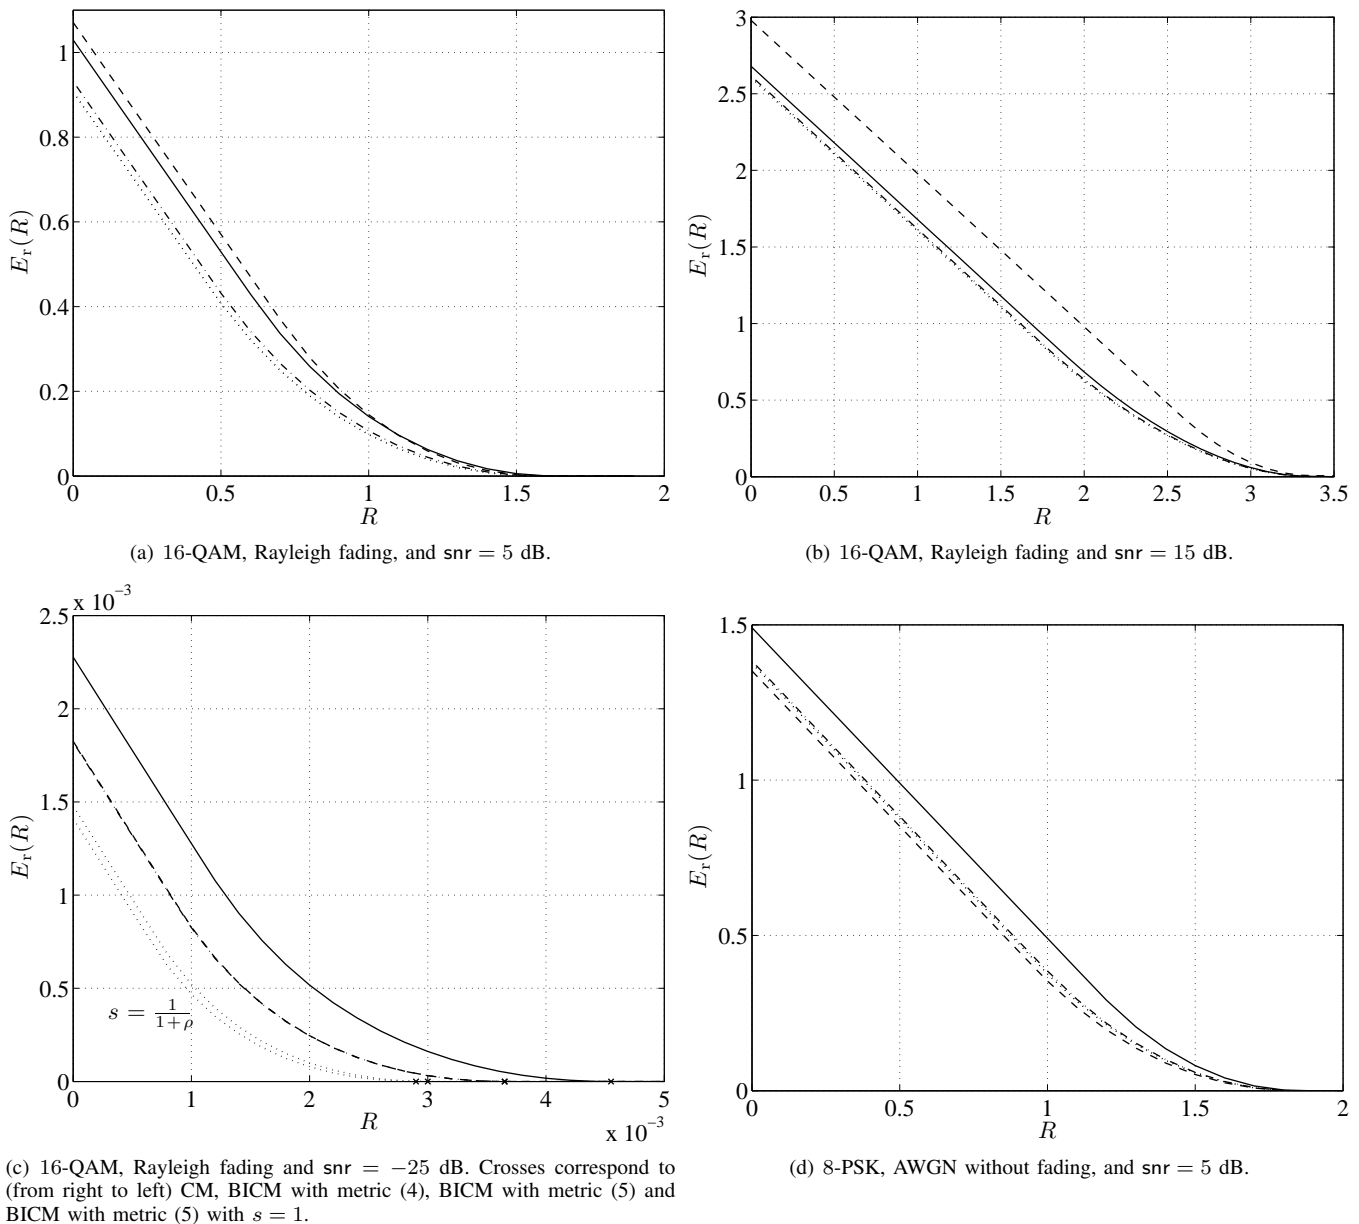 1
0.8
0.6
0.4
0.2
0
E_r(R)
0 0.5 1 1.5 2
R
(a) 16-QAM, Rayleigh fading, and snr = 5 dB.
3
2.5
2
1.5
1
0.5
0
E_r(R)
0 0.5 1 1.5 2 2.5 3 3.5
R
(b) 16-QAM, Rayleigh fading and snr = 15 dB.
x 10⁻³
2.5
2
1.5
1
0.5
0
E_r(R)
s = 1/(1+ρ)
0 1 2 3 4 5
R
x 10⁻³
(c) 16-QAM, Rayleigh fading and snr = −25 dB. Crosses correspond to
(from right to left) CM, BICM with metric (4), BICM with metric (5) and
BICM with metric (5) with s = 1.
1.5
1
0.5
0
E_r(R)
0 0.5 1 1.5 2
R
(d) 8-PSK, AWGN without fading, and snr = 5 dB.